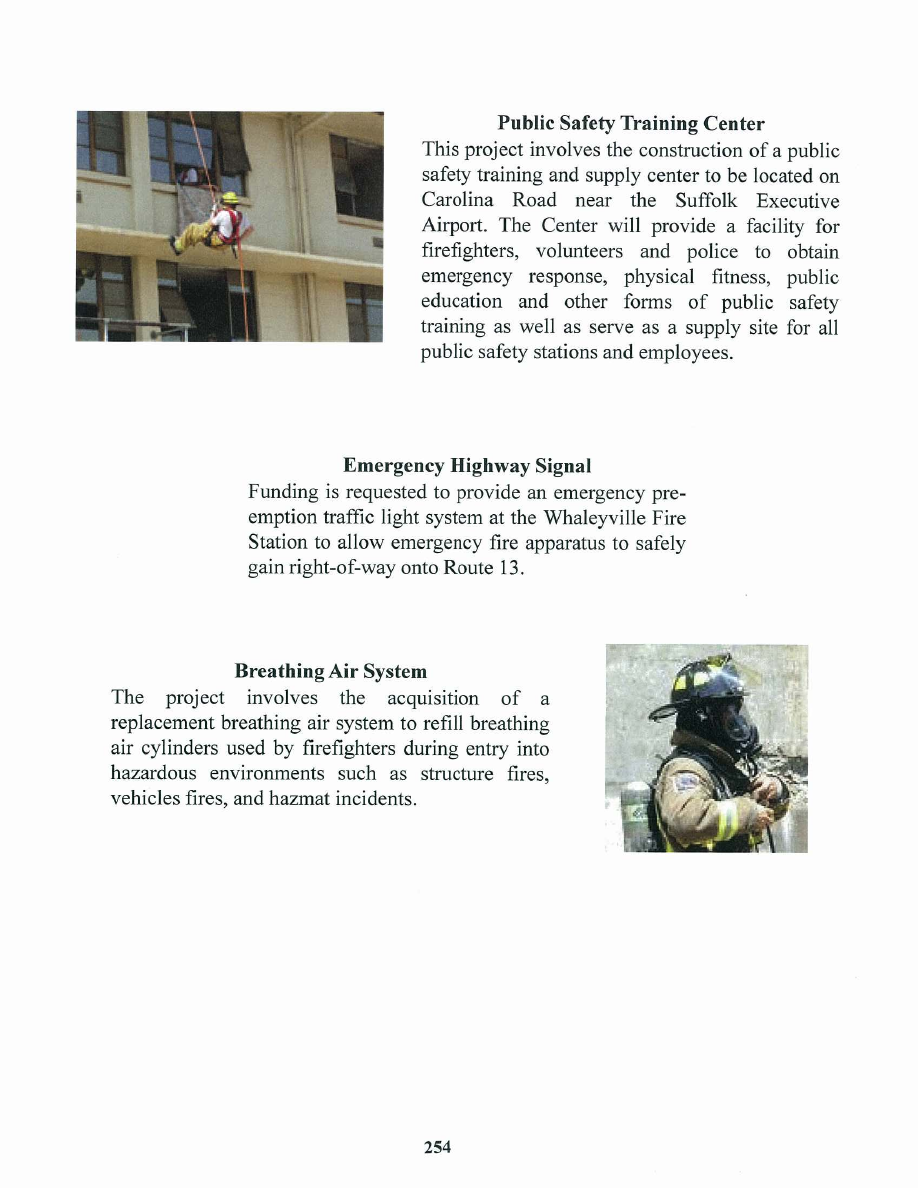 Public Safety Training Center
This project involves the construction of a public
safety training and supply center to be located on
Carolina Road near the Suffolk Executive
Airport. The Center will provide a facility for
firefighters, volunteers and police to obtain
emergency response, physical fitness, public
education and other forms of public safety
training as well as serve as a supply site for all
public safety stations and employees.
Emergency Highway Signal
Funding is requested to provide an emergency pre-
emption traffic light system at the Whaleyville Fire
Station to allow emergency fire apparatus to safely
gain right-of-way onto Route 13.
Breathing Air System
The project involves the acquisition of a
replacement breathing air system to refill breathing
air cylinders used by firefighters during entry into
hazardous environments such as structure fires,
vehicles fires, and hazmat incidents.
254